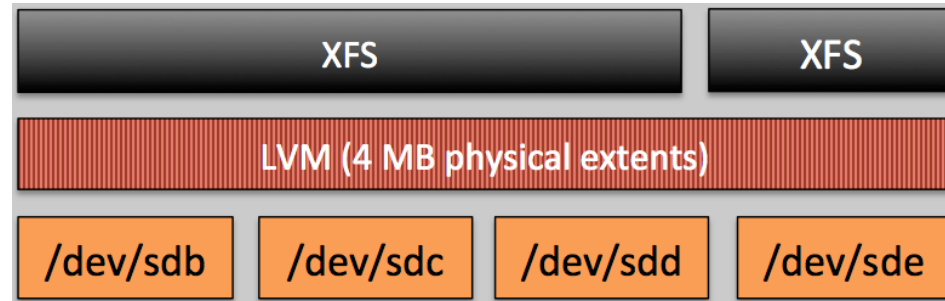 XFS XFS
LVM (4 MB physical extents)
/dev/sdb /dev/sdc /dev/sdd /dev/sde